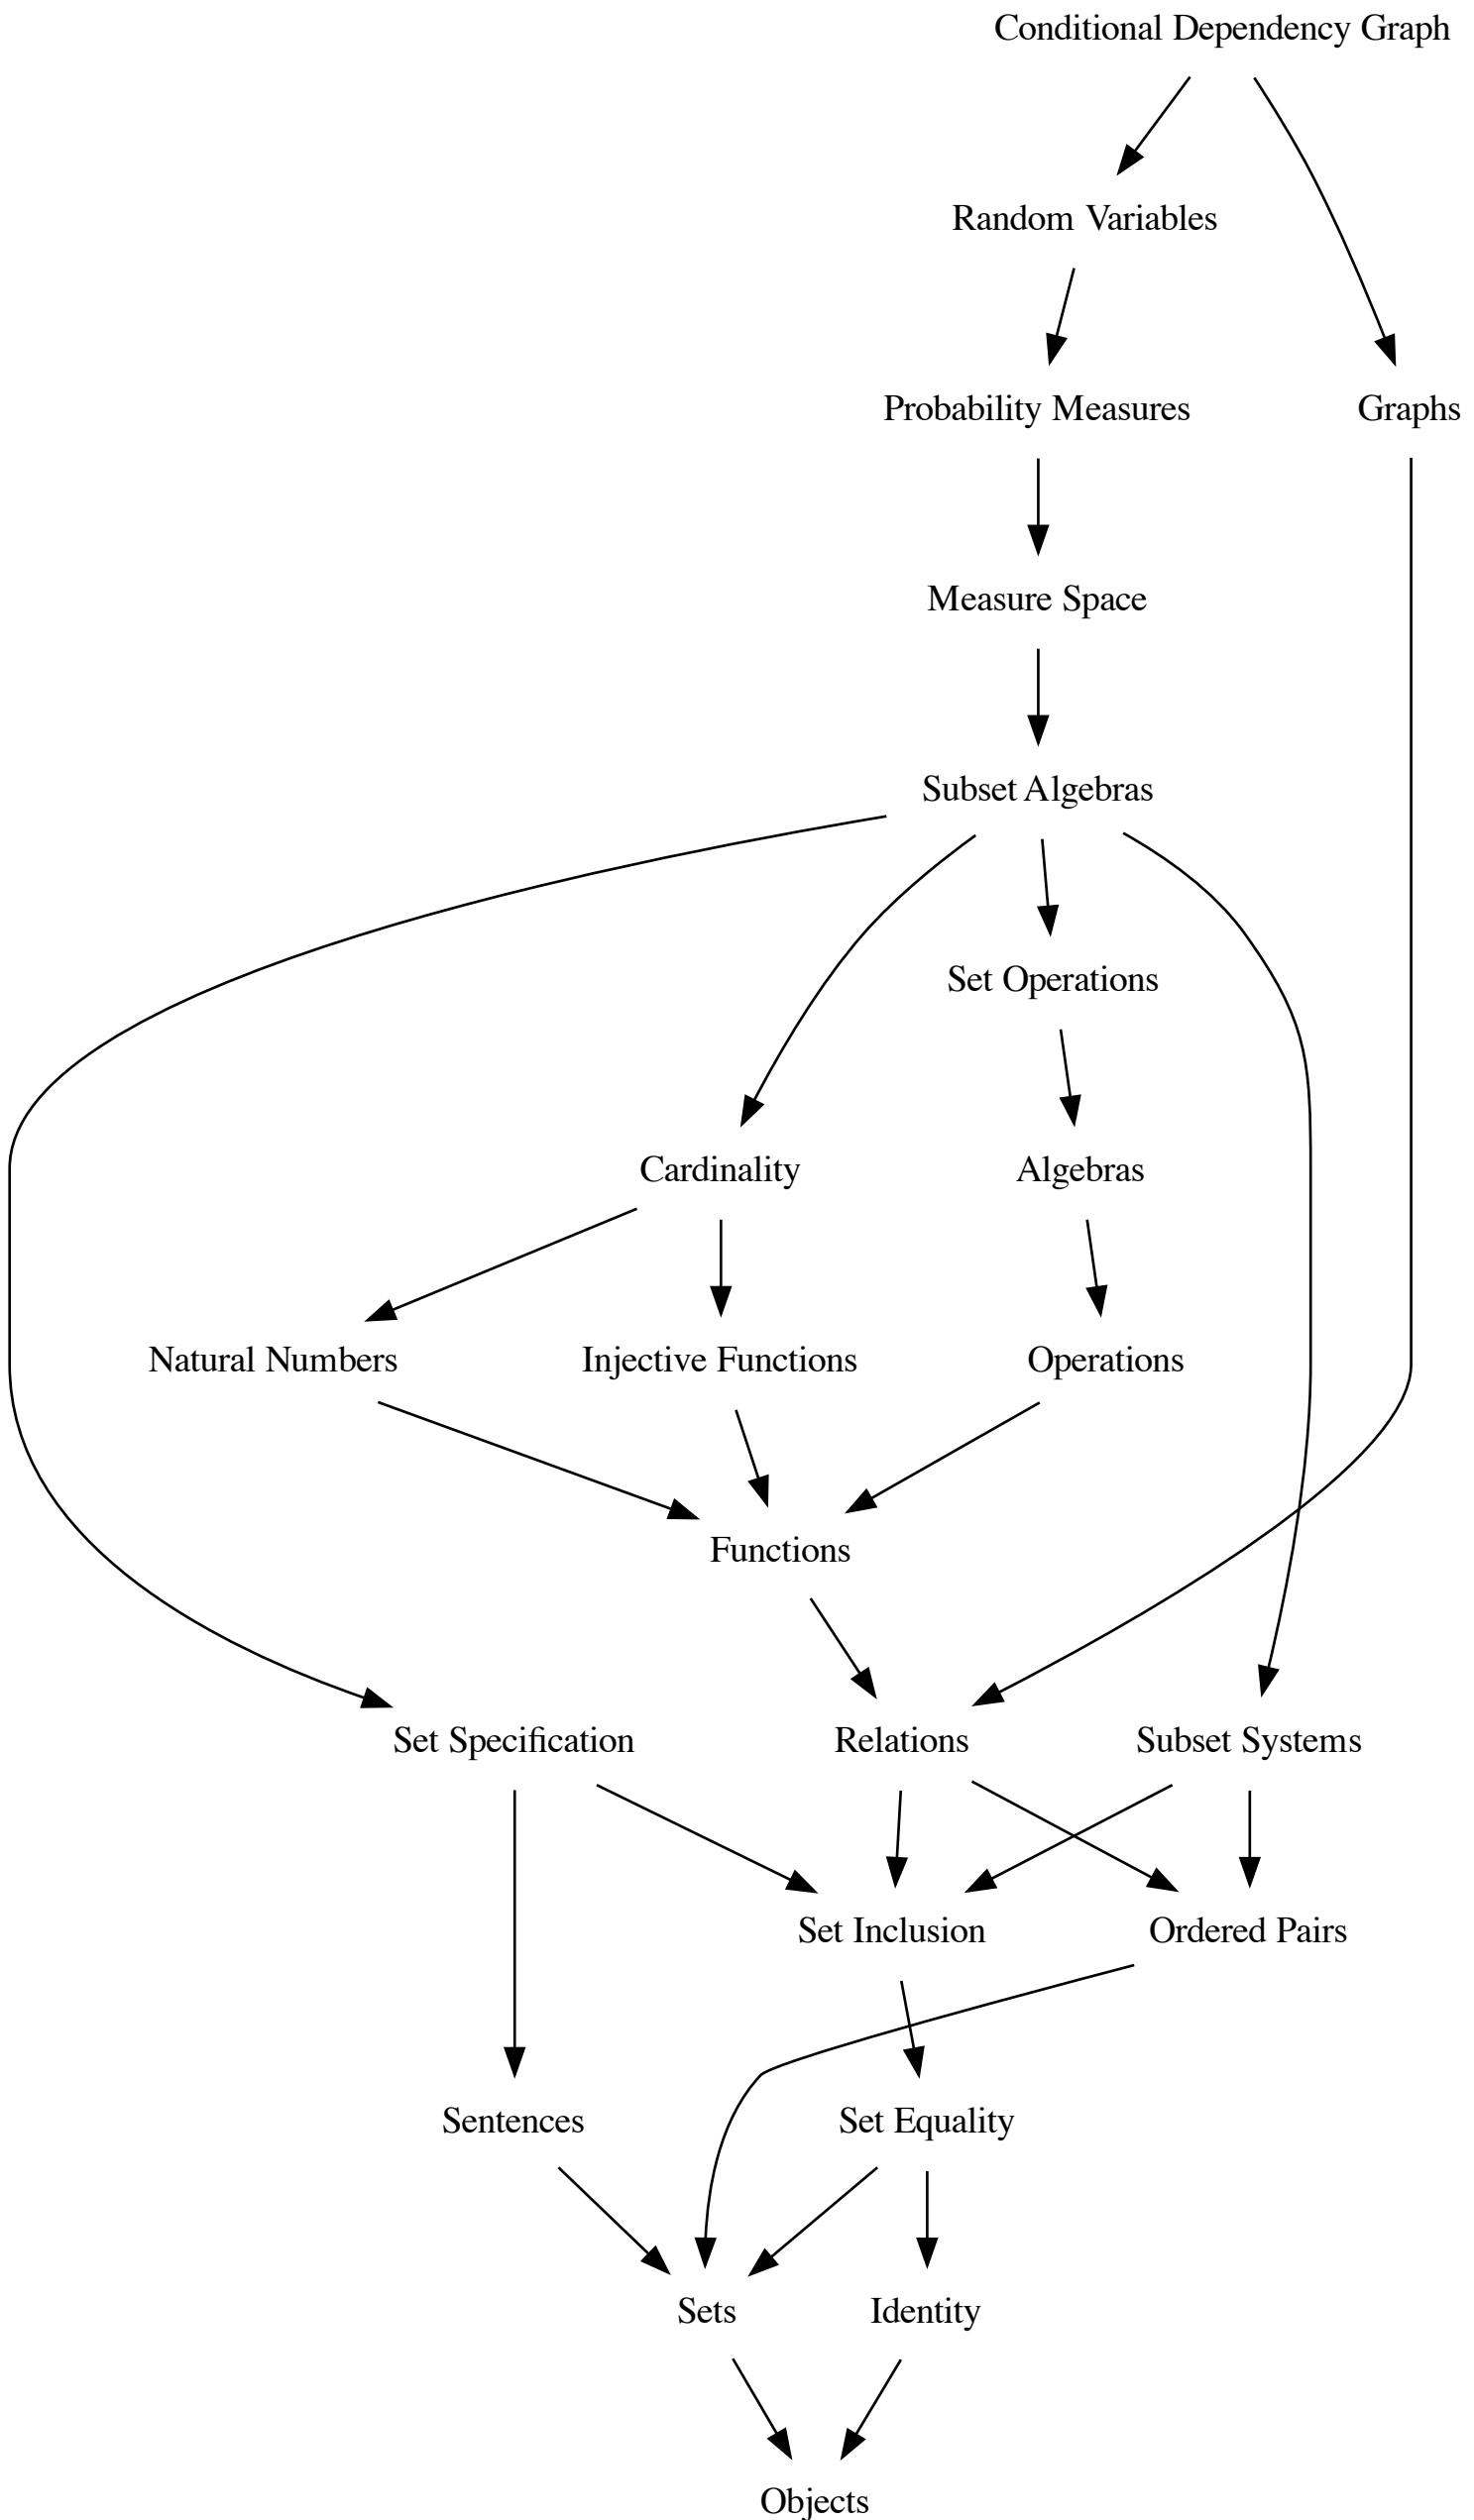 Conditional Dependency Graph
Random Variables
Probability Measures
Graphs
Measure Space
Subset Algebras
Set Operations
Cardinality
Algebras
Natural Numbers
Injective Functions
Operations
Functions
Set Specification
Relations
Subset Systems
Set Inclusion
Ordered Pairs
Sentences
Set Equality
Sets
Identity
Objects